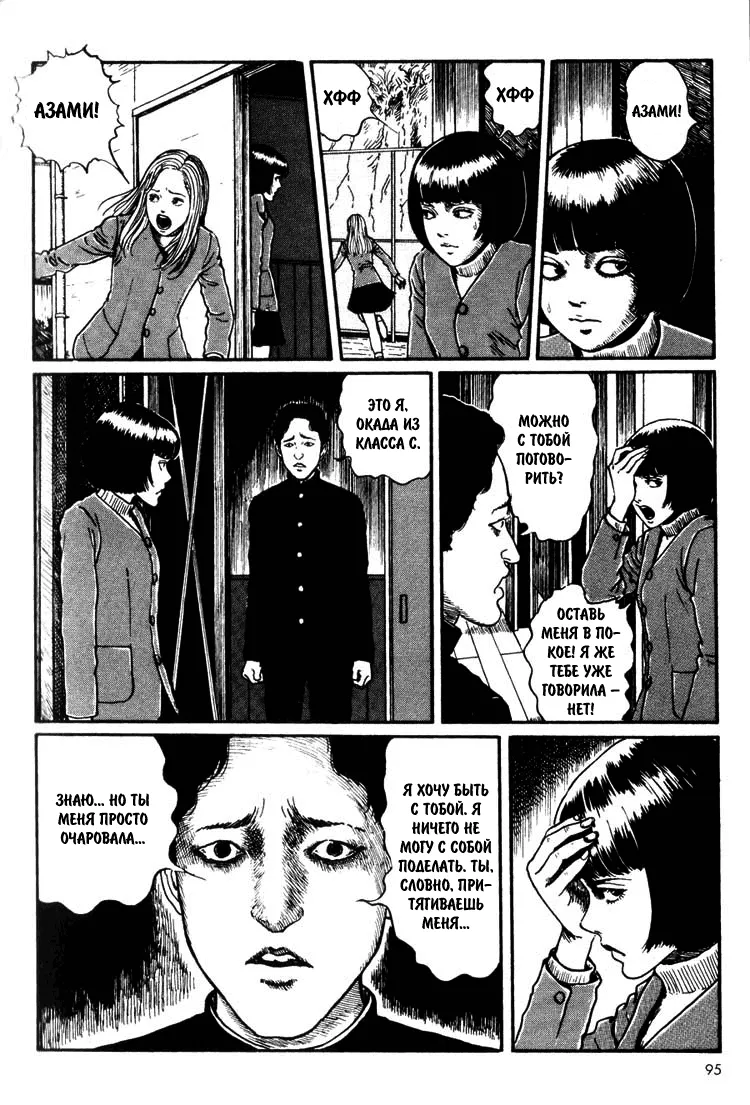 АЗАМИ!
ХФФ
ХФФ
АЗАМИ!
ЭТО Я,
ОКАДА ИЗ
КЛАССА С.
МОЖНО
С ТОБОЙ
ПОГОВО-
РИТЬ?
ОСТАВЬ
МЕНЯ В ПО-
КОЕ! Я ЖЕ
ТЕБЕ УЖЕ
ГОВОРИЛА –
НЕТ!
ЗНАЮ... НО ТЫ
МЕНЯ ПРОСТО
ОЧАРОВАЛА...
Я ХОЧУ БЫТЬ
С ТОБОЙ. Я
НИЧЕГО НЕ
МОГУ С СОБОЙ
ПОДЕЛАТЬ. ТЫ,
СЛОВНО, ПРИ-
ТЯГИВАЕШЬ
МЕНЯ...
95